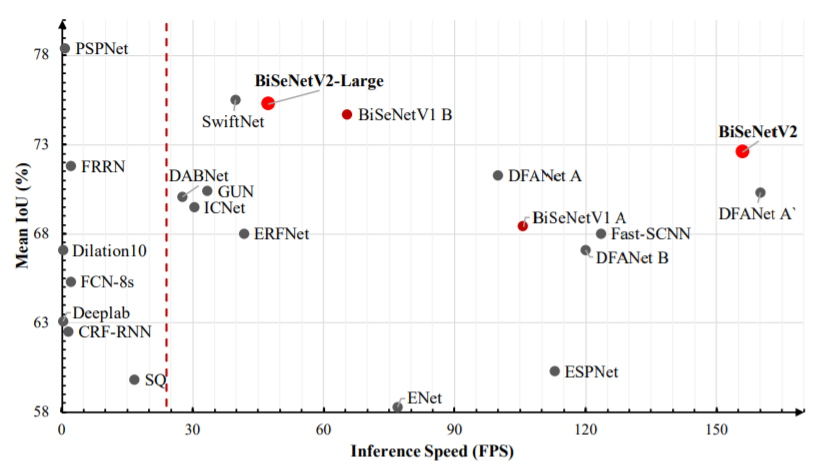 78
PSPNet
BiSeNetV2-Large
SwiftNet
BiSeNetV1 B
73
BiSeNetV2
FRRN
DABNet
GUN
ICNet
DFANet A
DFANet A`
BiSeNetV1 A
68
ERFNet
Fast-SCNN
Dilation10
DFANet B
FCN-8s
Deeplab
63
CRF-RNN
SQ
ESPNet
ENet
58
0 30 60 90 120 150
Mean IoU (%)
Inference Speed (FPS)